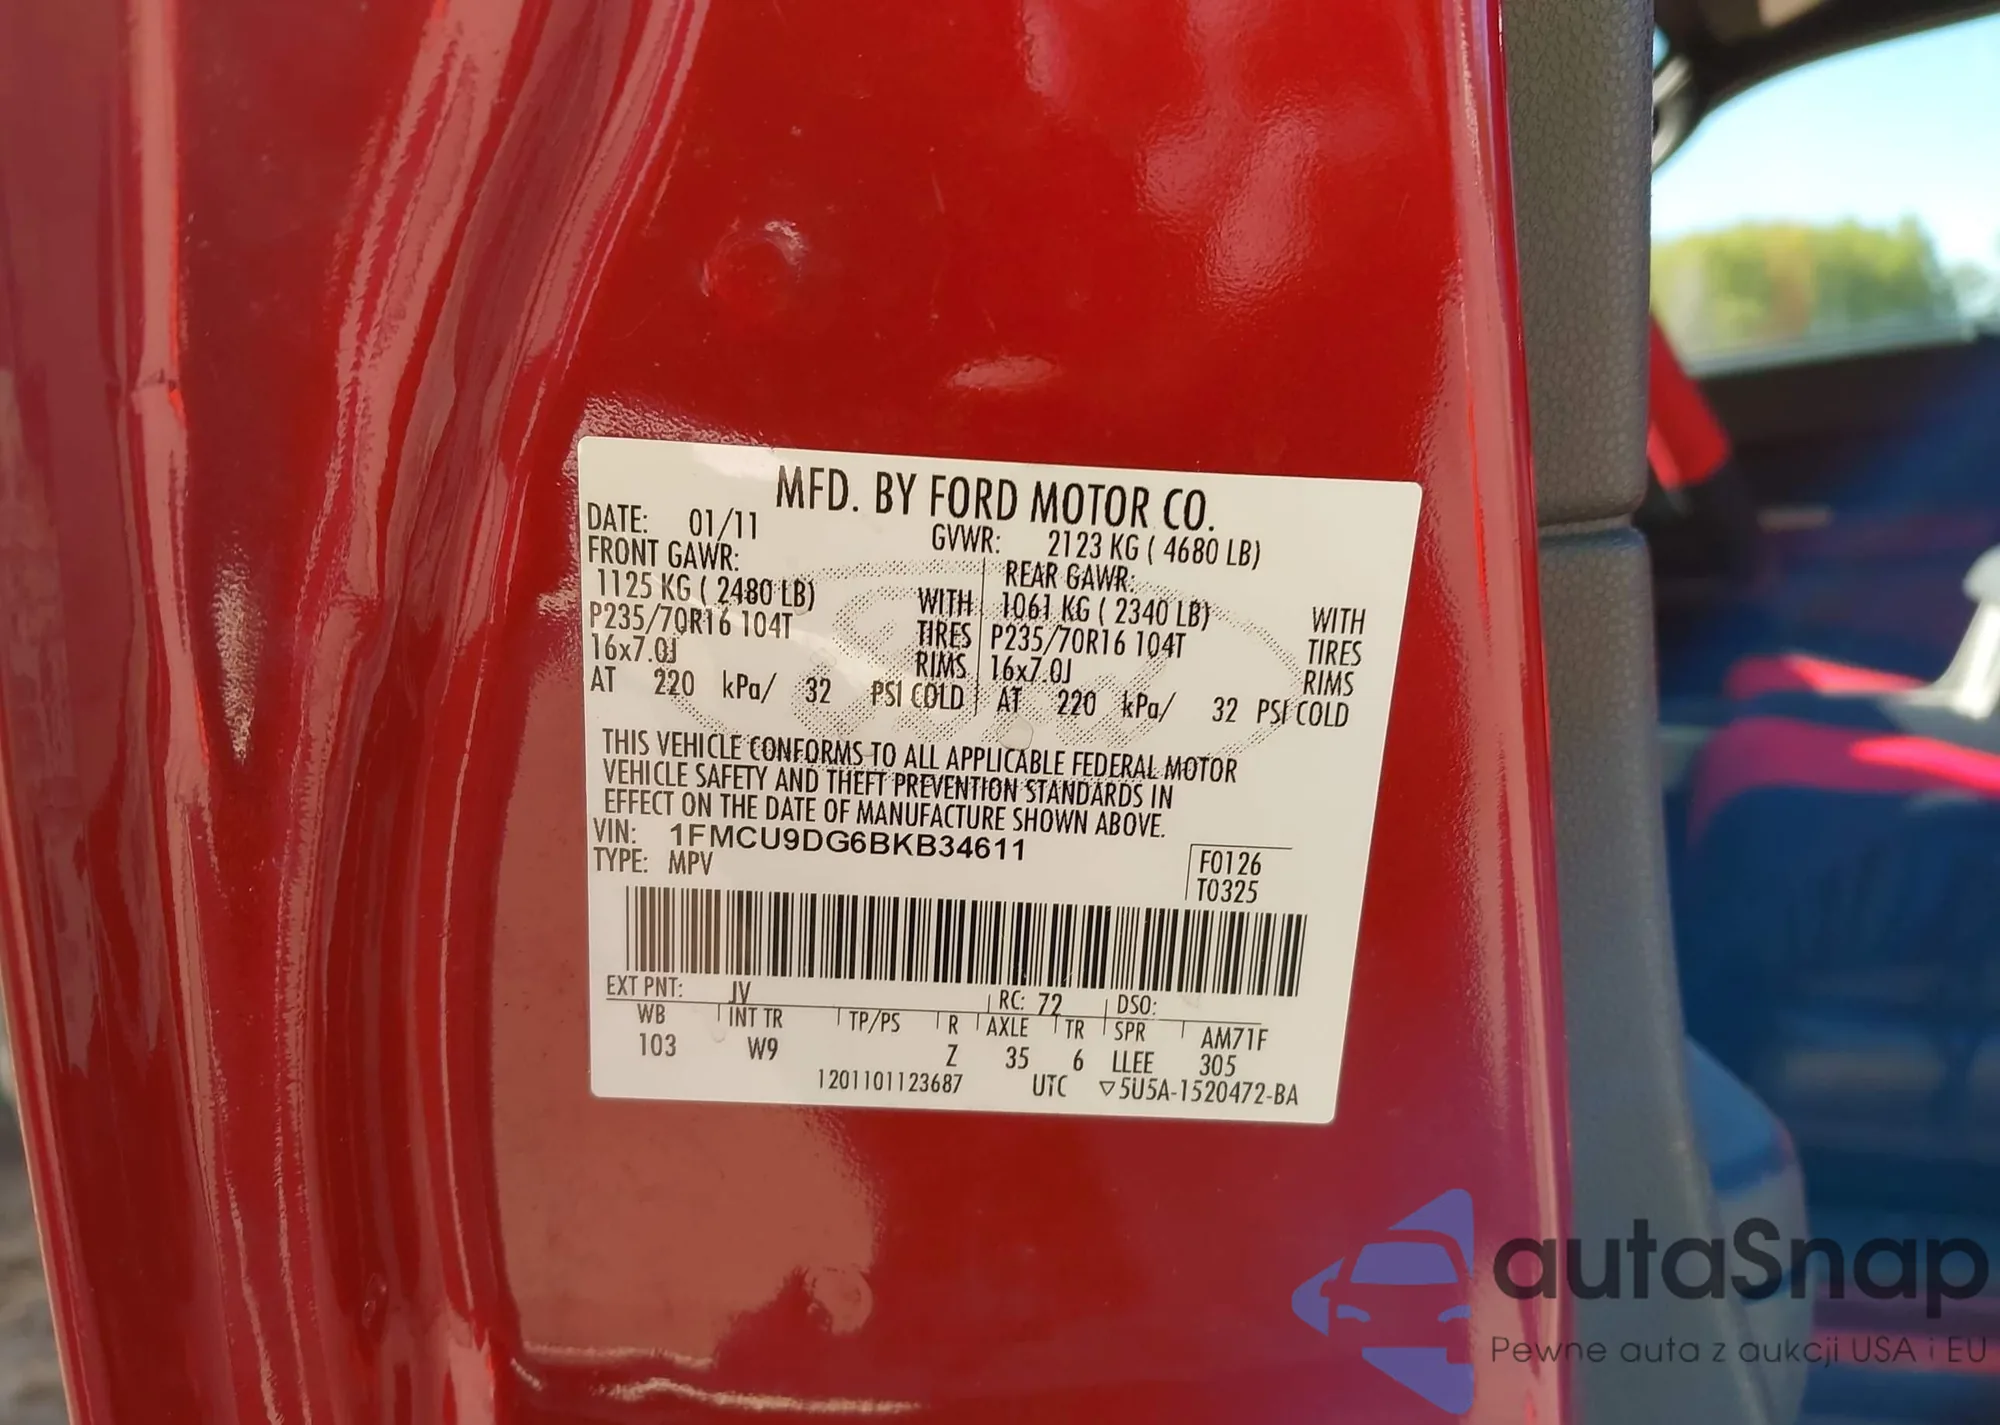 MFD. BY FORD MOTOR CO.
DATE: 01/11 GVWR: 2123 KG ( 4680 LB)
FRONT GAWR: REAR GAWR:
1125 KG ( 2480 LB) WITH 1061 KG ( 2340 LB) WITH
P235/70R16 104T TIRES P235/70R16 104T TIRES
16x7.0J RIMS 16x7.0J RIMS
AT 220 kPa/ 32 PSI COLD AT 220 kPa/ 32 PSI COLD
THIS VEHICLE CONFORMS TO ALL APPLICABLE FEDERAL MOTOR
VEHICLE SAFETY AND THEFT PREVENTION STANDARDS IN
EFFECT ON THE DATE OF MANUFACTURE SHOWN ABOVE.
VIN: 1FMCU9DG6BKB34611
TYPE: MPV F0126
T0325
EXT PNT: JV RC: 72 DSO:
WB INT TR TP/PS R AXLE TR SPR AM71F
103 W9 Z 35 6 LLEE 305
1201101123687 UTC ▽5U5A-1520472-BA
autaSnap
Pewne auta z aukcji USA i EU